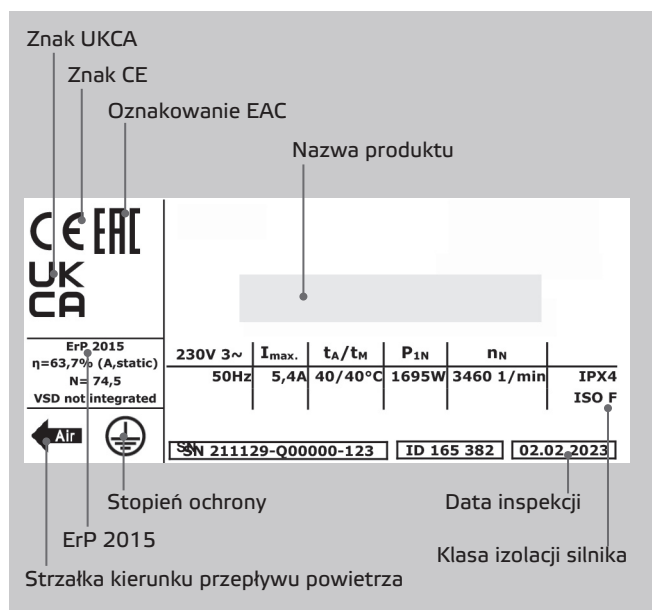 Znak UKCA
Znak CE
Oznakowanie EAC
Nazwa produktu
CE EAC
UK
CA
ErP 2015
η=63,7% (A,static)
N= 74,5
VSD not integrated
230V 3~ Imax. tA/tM P1N nN
50Hz 5,4A 40/40°C 1695W 3460 1/min IPX4
ISO F
Air
SN 211129-Q00000-123 ID 165 382 02.02.2023
Stopień ochrony
Data inspekcji
ErP 2015
Klasa izolacji silnika
Strzałka kierunku przepływu powietrza